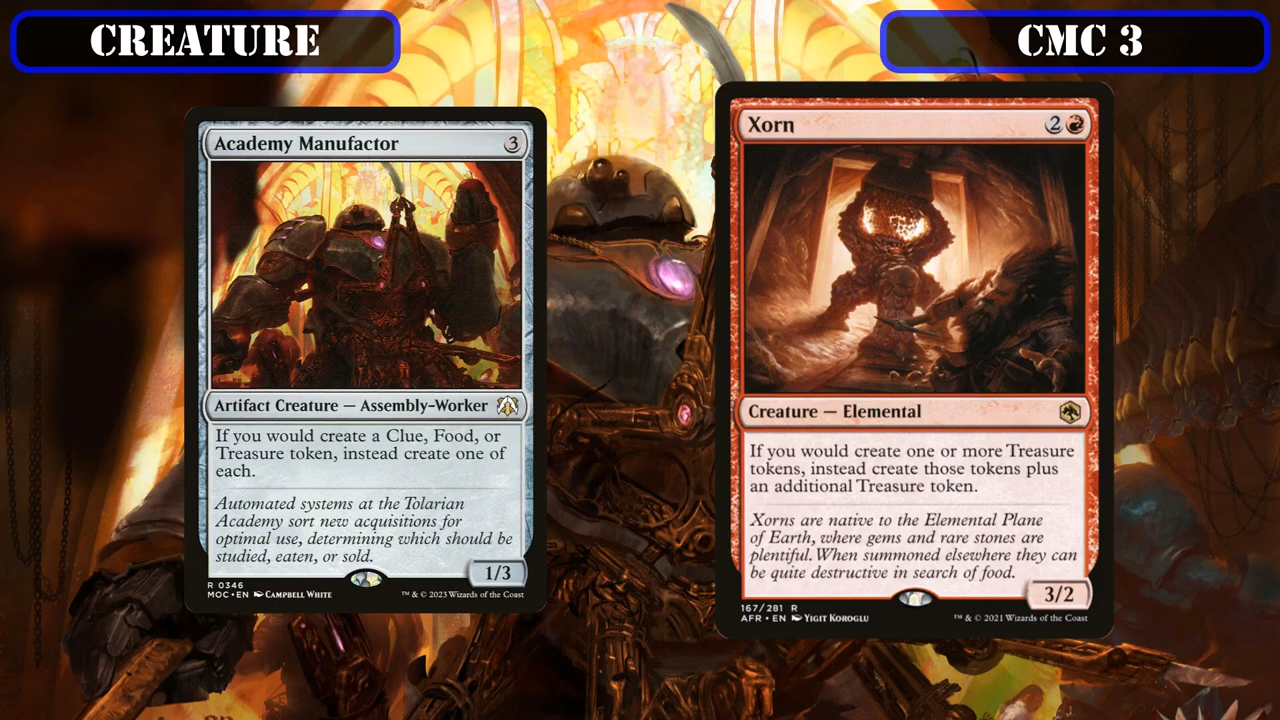 CREATURE
CMC 3
Academy Manufactor 3
Artifact Creature — Assembly-Worker
If you would create a Clue, Food, or
Treasure token, instead create one of
each.
Automated systems at the Tolarian
Academy sort new acquisitions for
optimal use, determining which should be
studied, eaten, or sold.
1/3
R 0346
MOC • EN CAMPBELL WHITE
™ & © 2023 Wizards of the Coast
Xorn 2
Creature — Elemental
If you would create one or more Treasure
tokens, instead create those tokens plus
an additional Treasure token.
Xorns are native to the Elemental Plane
of Earth, where gems and rare stones are
plentiful. When summoned elsewhere they can
be quite destructive in search of food.
3/2
167/281 R
AFR • EN YIGIT KOROGLU
™ & © 2021 Wizards of the Coast